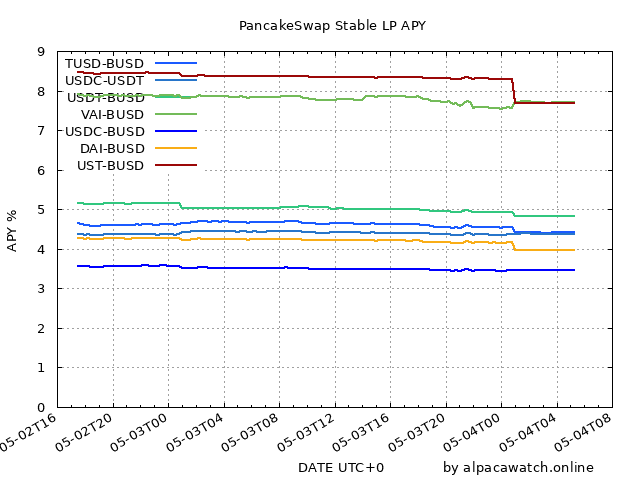 PancakeSwap Stable LP APY
9
8
7
6
5
4
3
2
1
0
APY %
TUSD-BUSD
USDC-USDT
USDT-BUSD
VAI-BUSD
USDC-BUSD
DAI-BUSD
UST-BUSD
05-02T16
05-02T20
05-03T00
05-03T04
05-03T08
05-03T12
05-03T16
05-03T20
05-04T00
05-04T04
05-04T08
DATE UTC+0
by alpacawatch.online